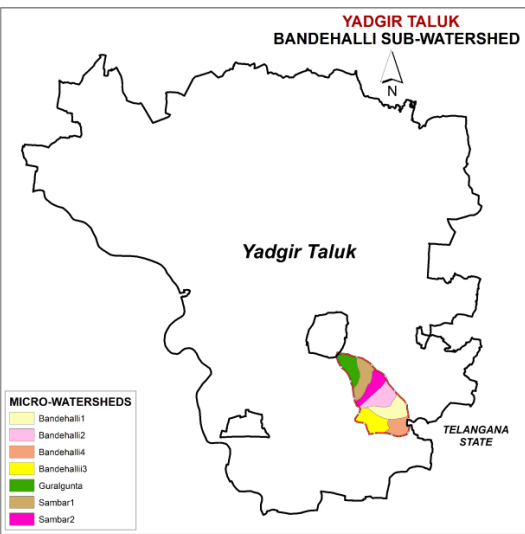 YADGIR TALUK
BANDEHALLI SUB-WATERSHED
N
Yadgir Taluk
TELANGANA
STATE
MICRO-WATERSHEDS
Bandehalli1
Bandehalli2
Bandehalli4
Bandehallii3
Guralgunta
Sambar1
Sambar2